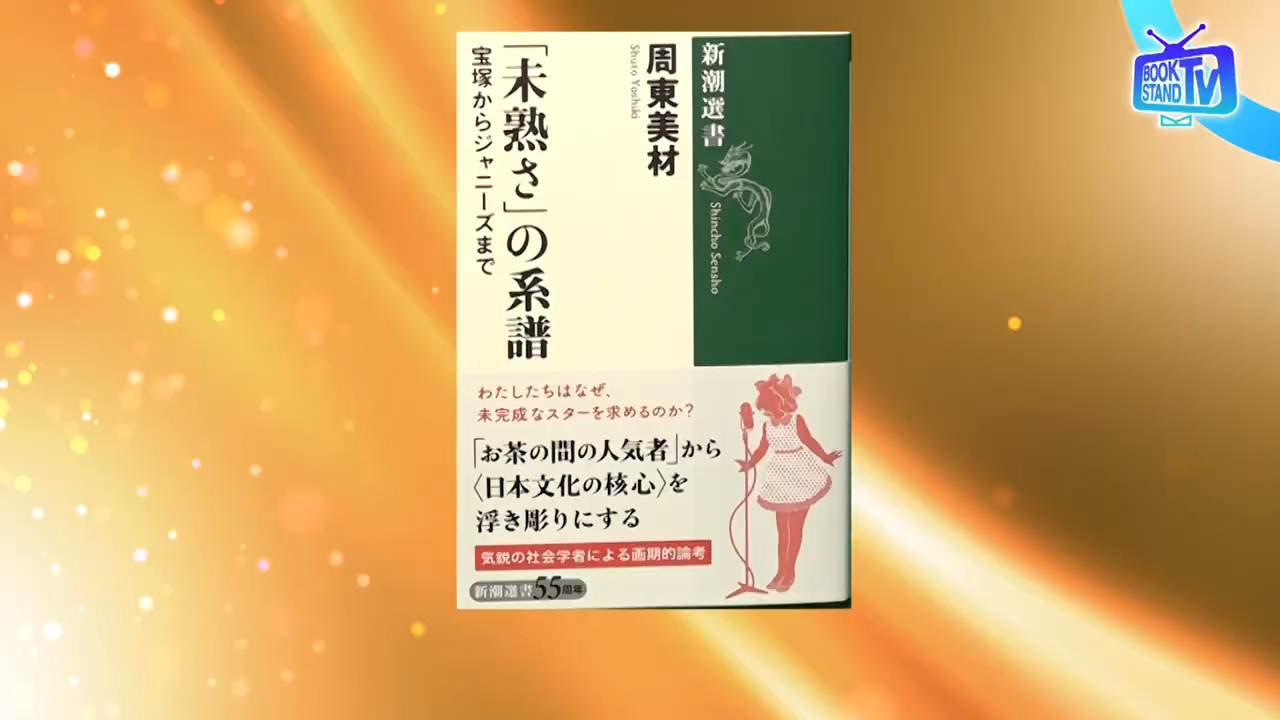 新潮選書
Shincho Sensho
周東美材
Shuto Yoshiki
「未熟さ」の系譜
宝塚からジャニーズまで
わたしたちはなぜ、
未完成なスターを求めるのか?
「お茶の間の人気者」から
〈日本文化の核心〉を
浮き彫りにする
気鋭の社会学者による画期的論考
新潮選書55周年
BOOK
STAND
TV